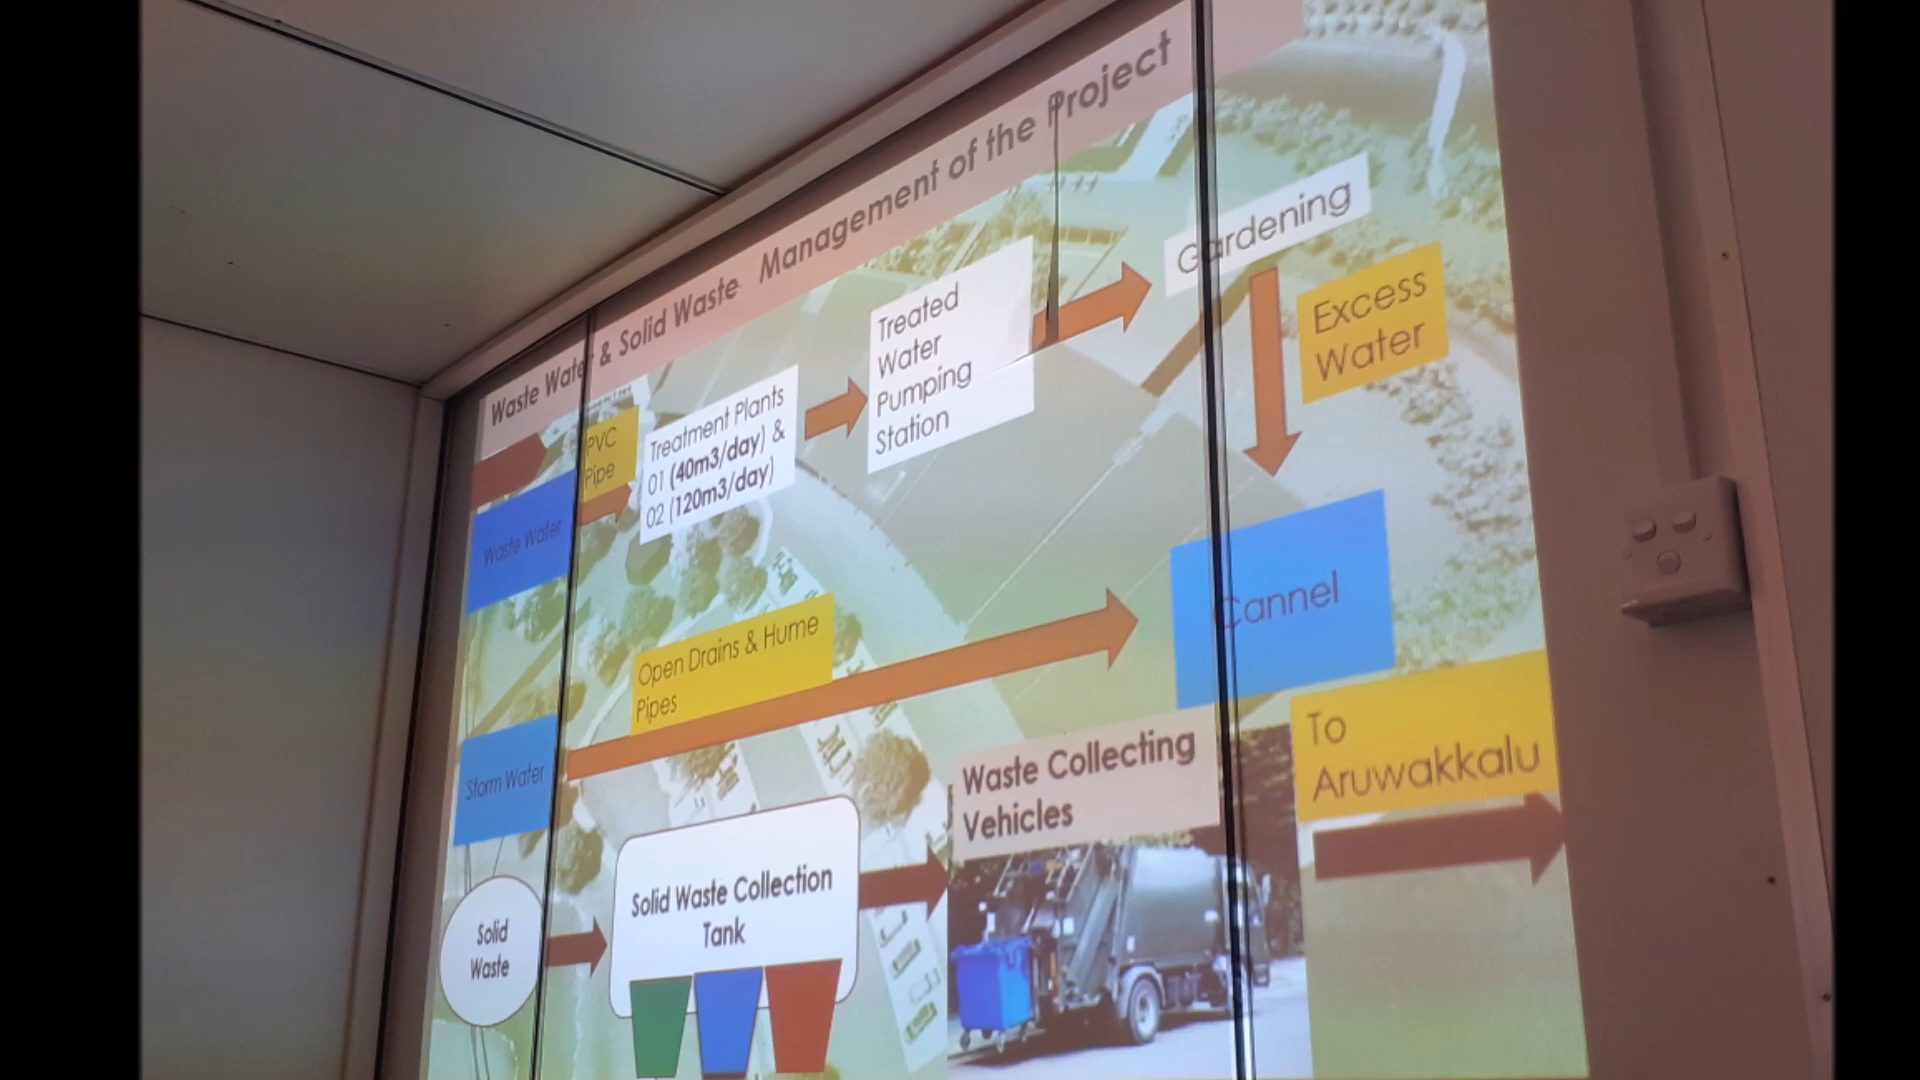 Waste Water & Solid Waste Management of the Project
Gardening
Excess
Water
Treated
Water
Pumping
Station
PVC
Pipe
Treatment Plants
01 (40m3/day) &
02 (120m3/day)
Waste Water
Cannel
Open Drains & Hume
Pipes
Storm Water
Waste Collecting
Vehicles
To
Aruwakkalu
Solid Waste Collection
Tank
Solid
Waste